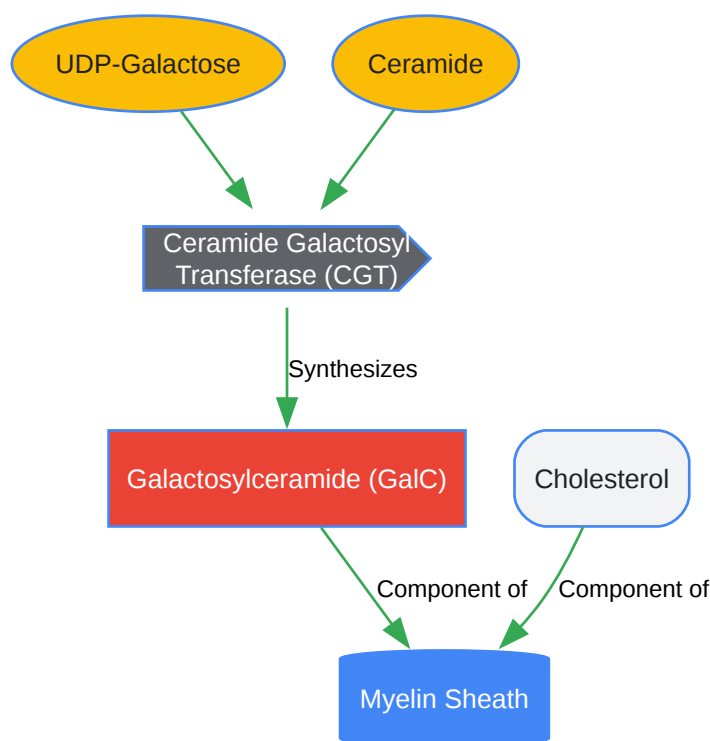 UDP-Galactose
Ceramide
Ceramide Galactosyl
Transferase (CGT)
Synthesizes
Galactosylceramide (GalC)
Cholesterol
Component of
Component of
Myelin Sheath